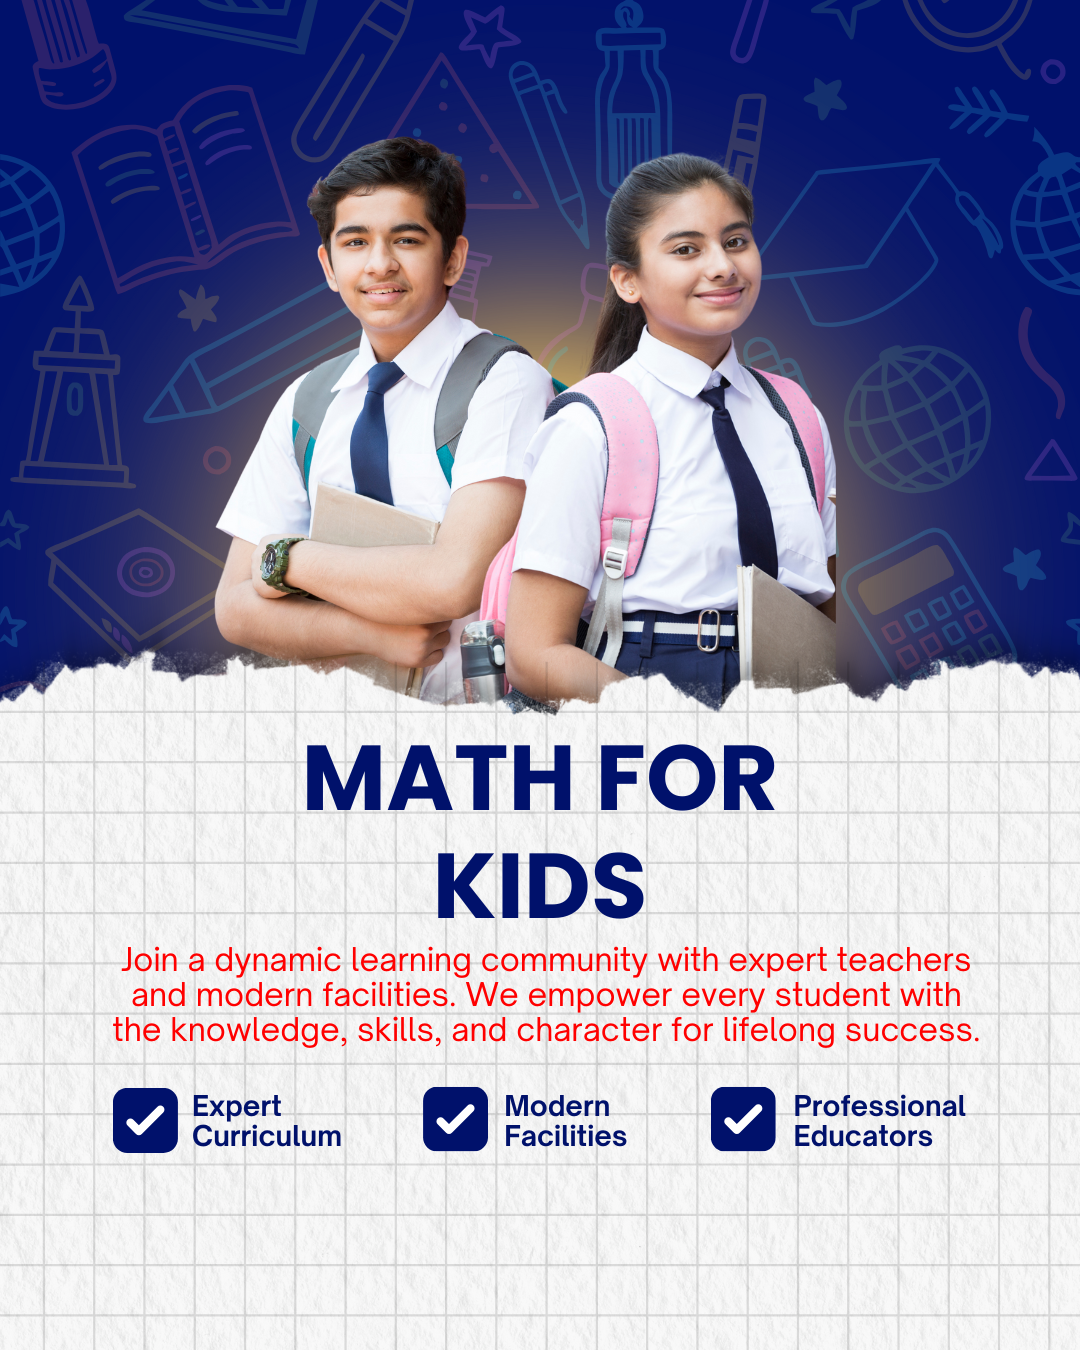 MATH FOR
KIDS
Join a dynamic learning community with expert teachers
and modern facilities. We empower every student with
the knowledge, skills, and character for lifelong success.
Expert
Curriculum
Modern
Facilities
Professional
Educators